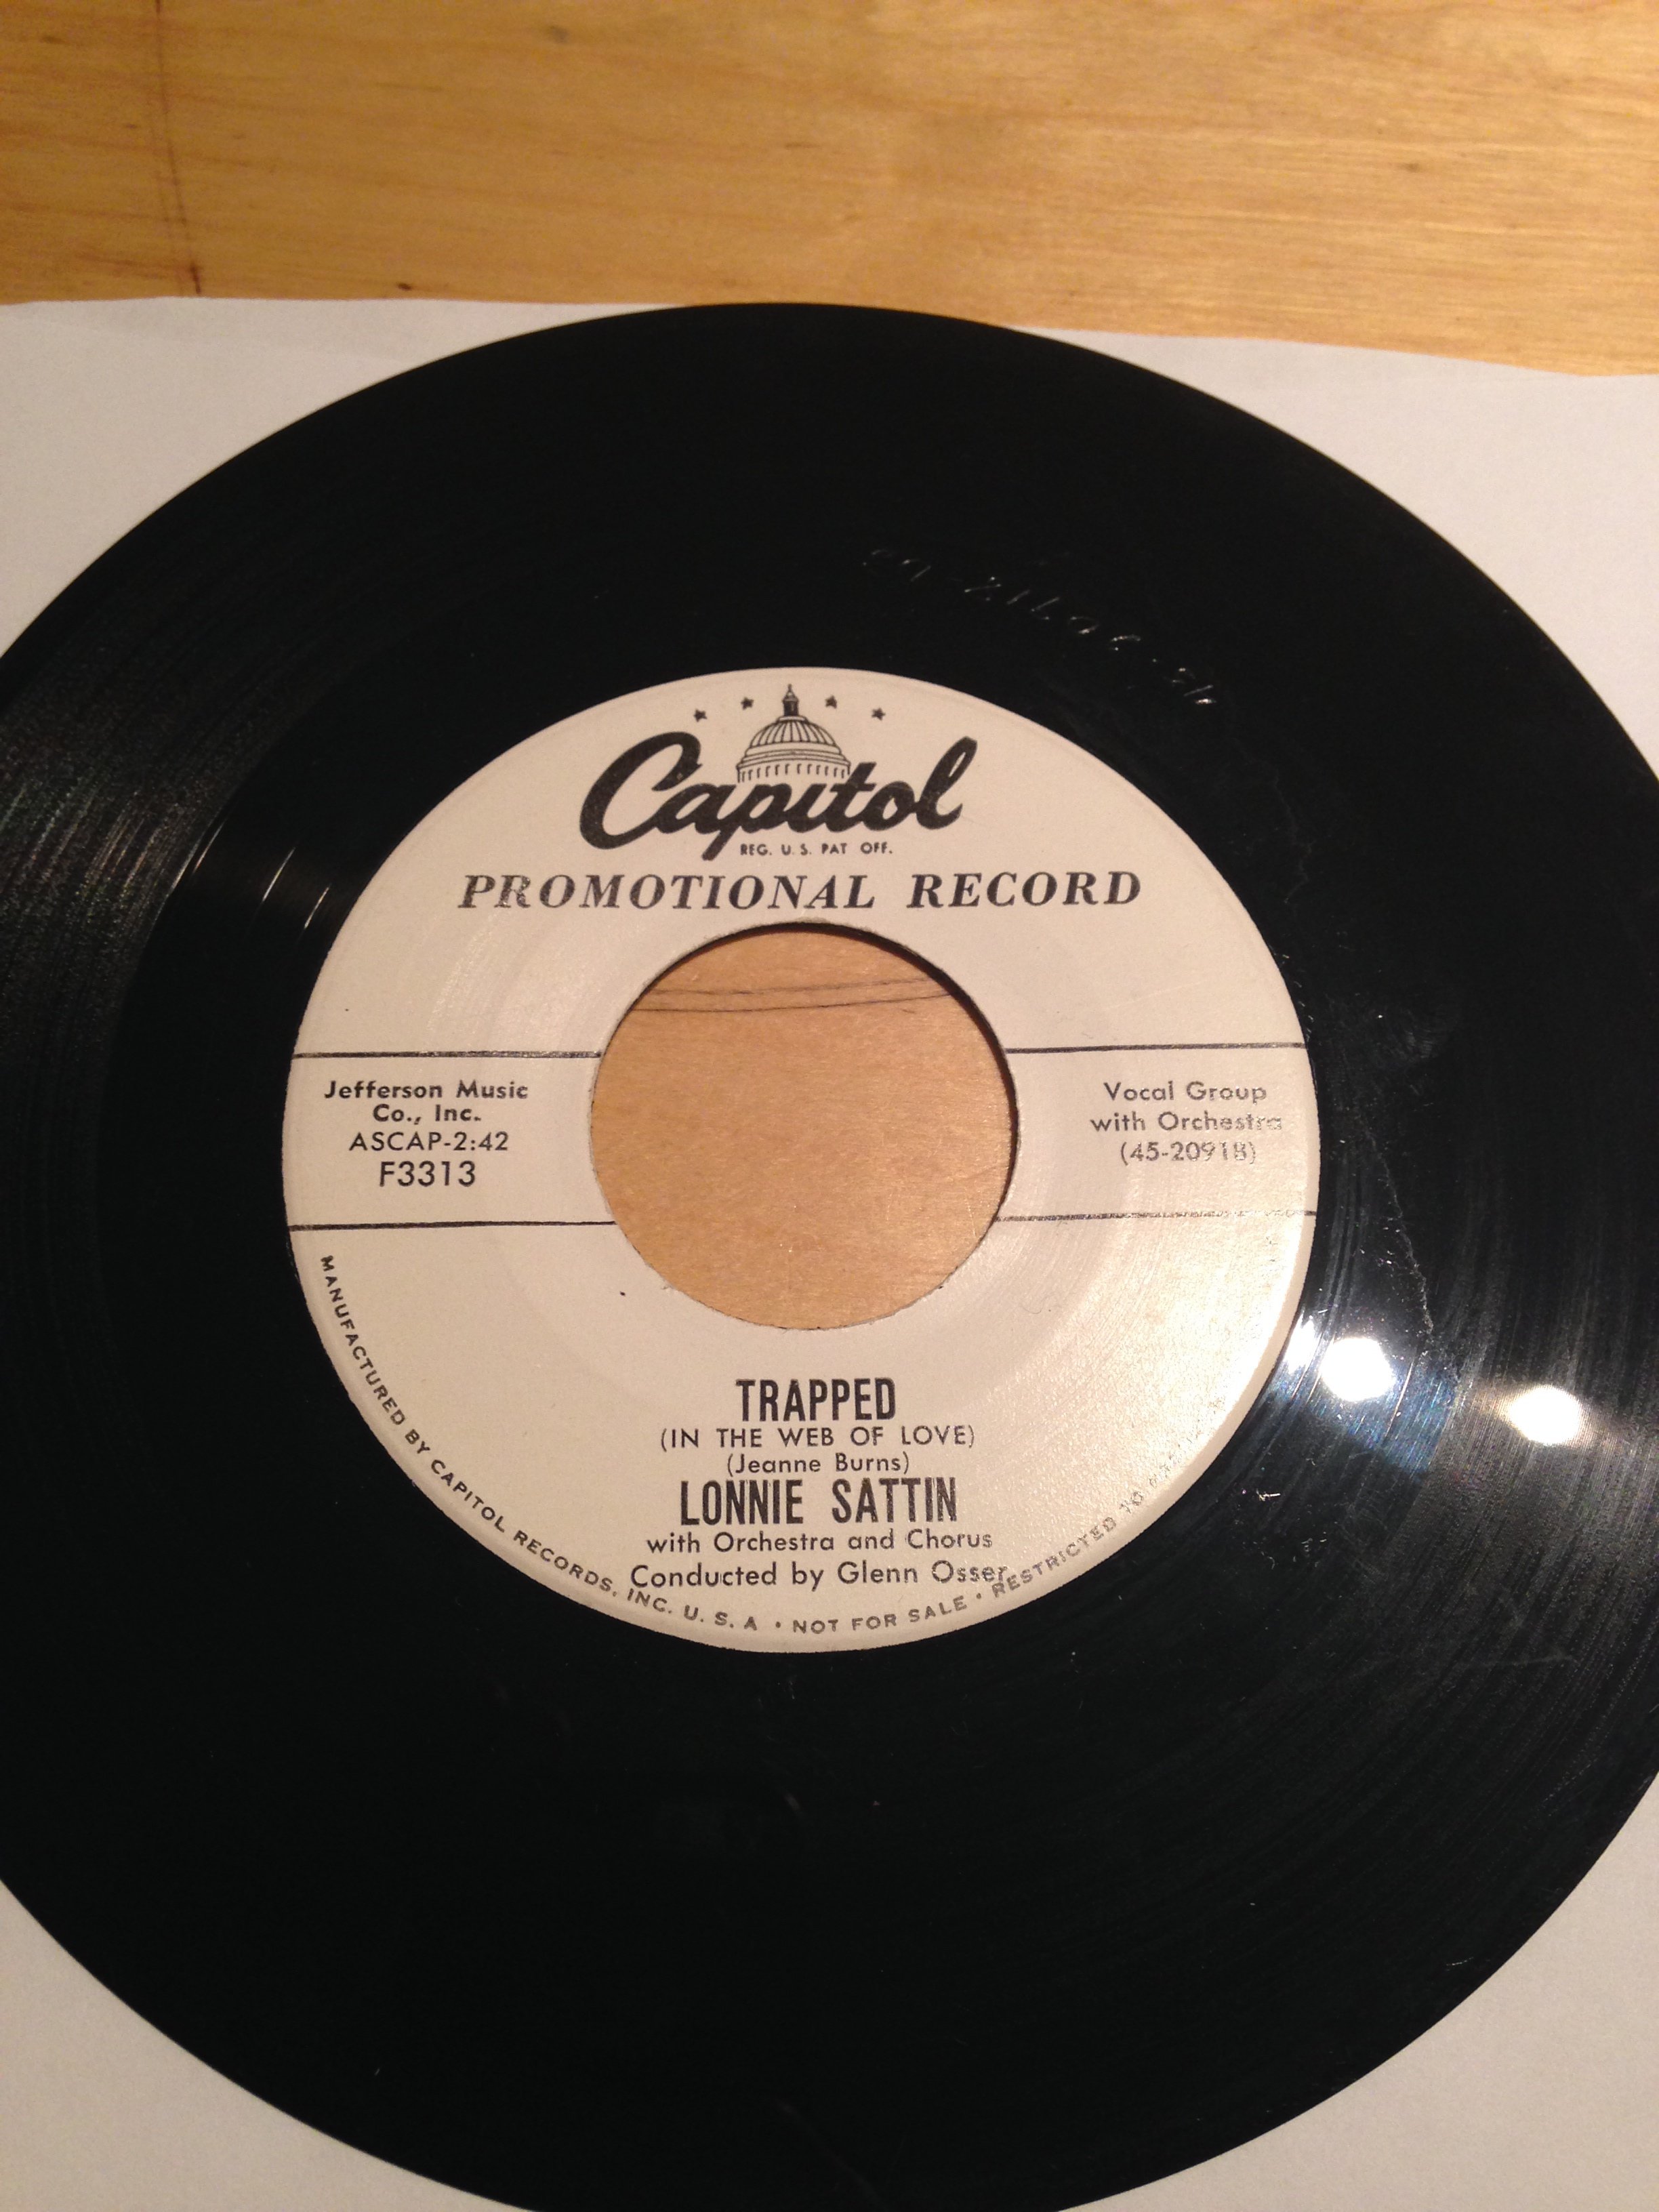 Capitol
REG. U.S. PAT OFF.
PROMOTIONAL RECORD
Jefferson Music
Co., Inc.
ASCAP-2:42
F3313
Vocal Group
with Orchestra
(45-20918)
TRAPPED
(IN THE WEB OF LOVE)
(Jeanne Burns)
LONNIE SATTIN
with Orchestra and Chorus
Conducted by Glenn Osser
MANUFACTURED BY CAPITOL RECORDS, INC. U. S. A • NOT FOR SALE • RESTRICTED TO